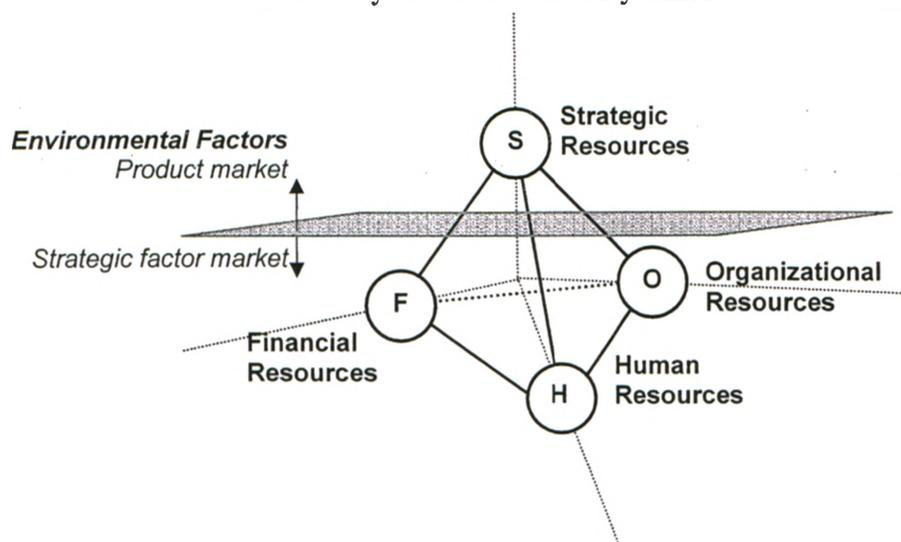 Strategic
Resources
S
Environmental Factors
Product market
Strategic factor market
F
O
Organizational
Resources
Financial
Resources
Human
Resources
H